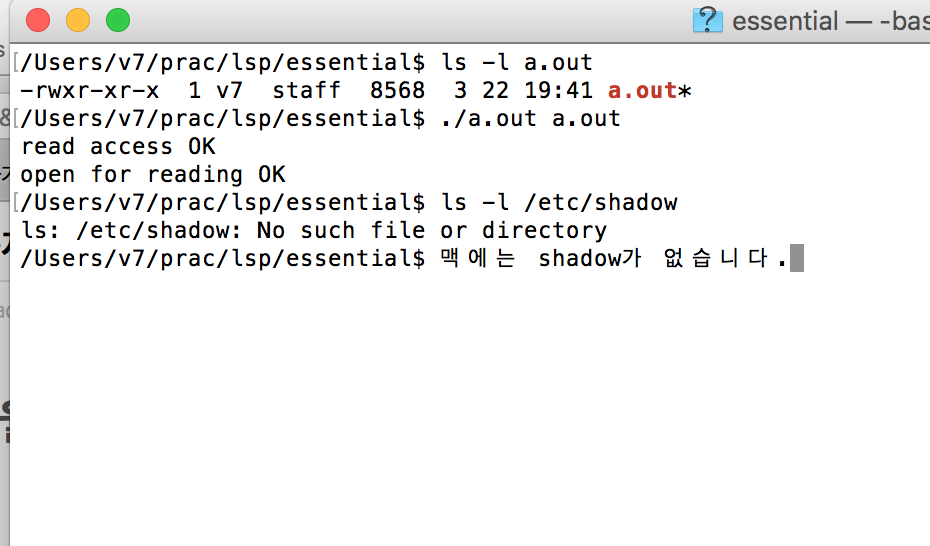 essential — -bas
/Users/v7/prac/lsp/essential$ ls -l a.out
-rwxr-xr-x  1 v7  staff  8568  3 22 19:41 a.out*
/Users/v7/prac/lsp/essential$ ./a.out a.out
read access OK
open for reading OK
/Users/v7/prac/lsp/essential$ ls -l /etc/shadow
ls: /etc/shadow: No such file or directory
/Users/v7/prac/lsp/essential$ 맥에는 shadow가 없습니다.